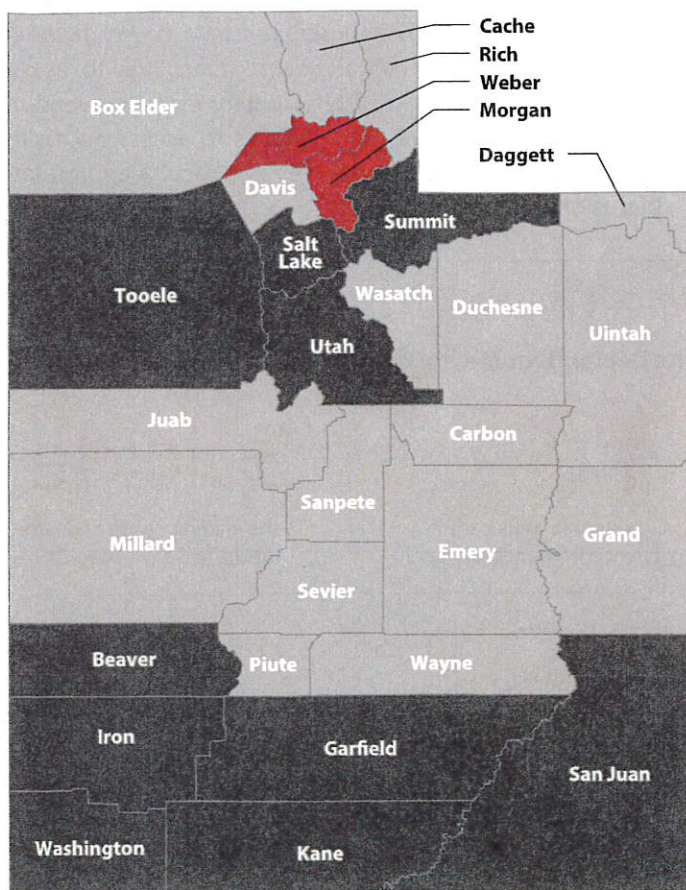 Cache
Rich
Weber
Morgan
Daggett
Box Elder
Davis
Summit
Salt
Lake
Tooele
Wasatch
Duchesne
Uintah
Utah
Juab
Carbon
Sanpete
Millard
Emery
Grand
Sevier
Beaver
Piute
Wayne
Iron
Garfield
San Juan
Washington
Kane